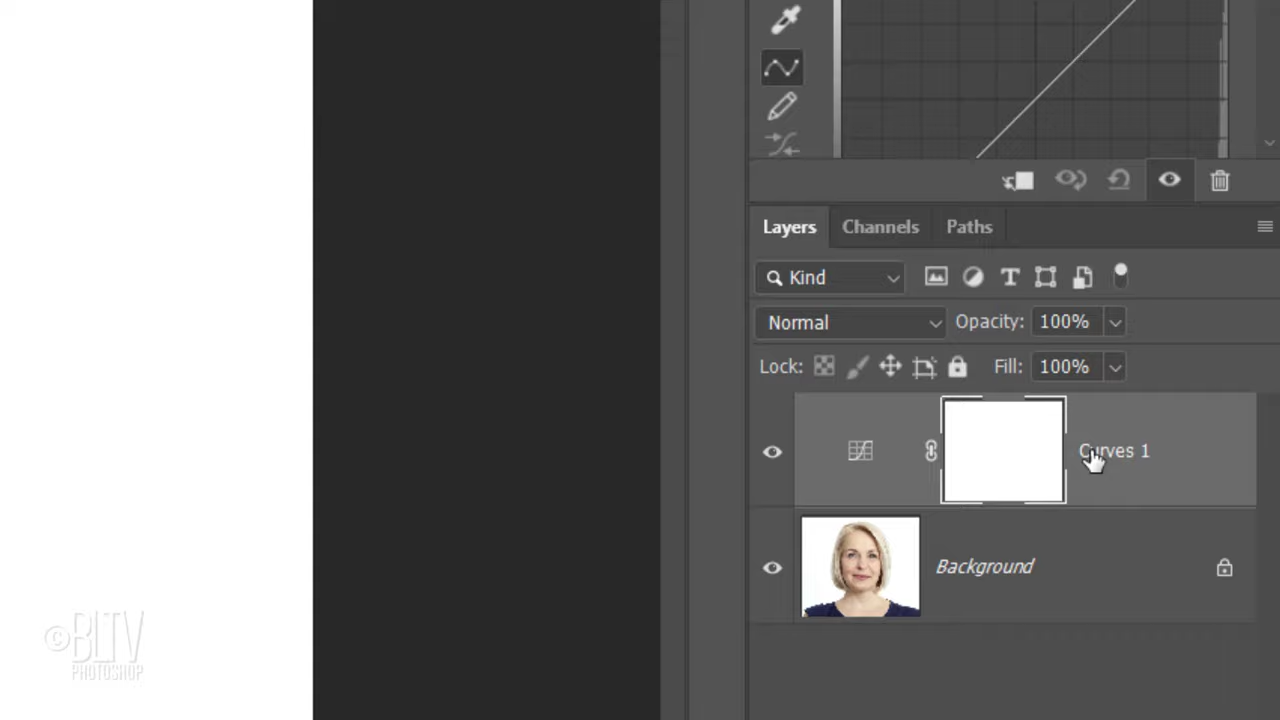 Layers Channels Paths
Kind
Normal Opacity: 100%
Lock: Fill: 100%
Curves 1
Background
©BLTV
PHOTOSHOP